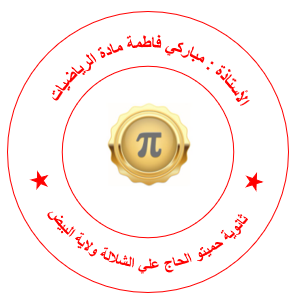 الأستاذة : مباركي فاطمة مادة الرياضيات
π
ثانوية حميتو الحاج علي الشلالة ولاية البيض